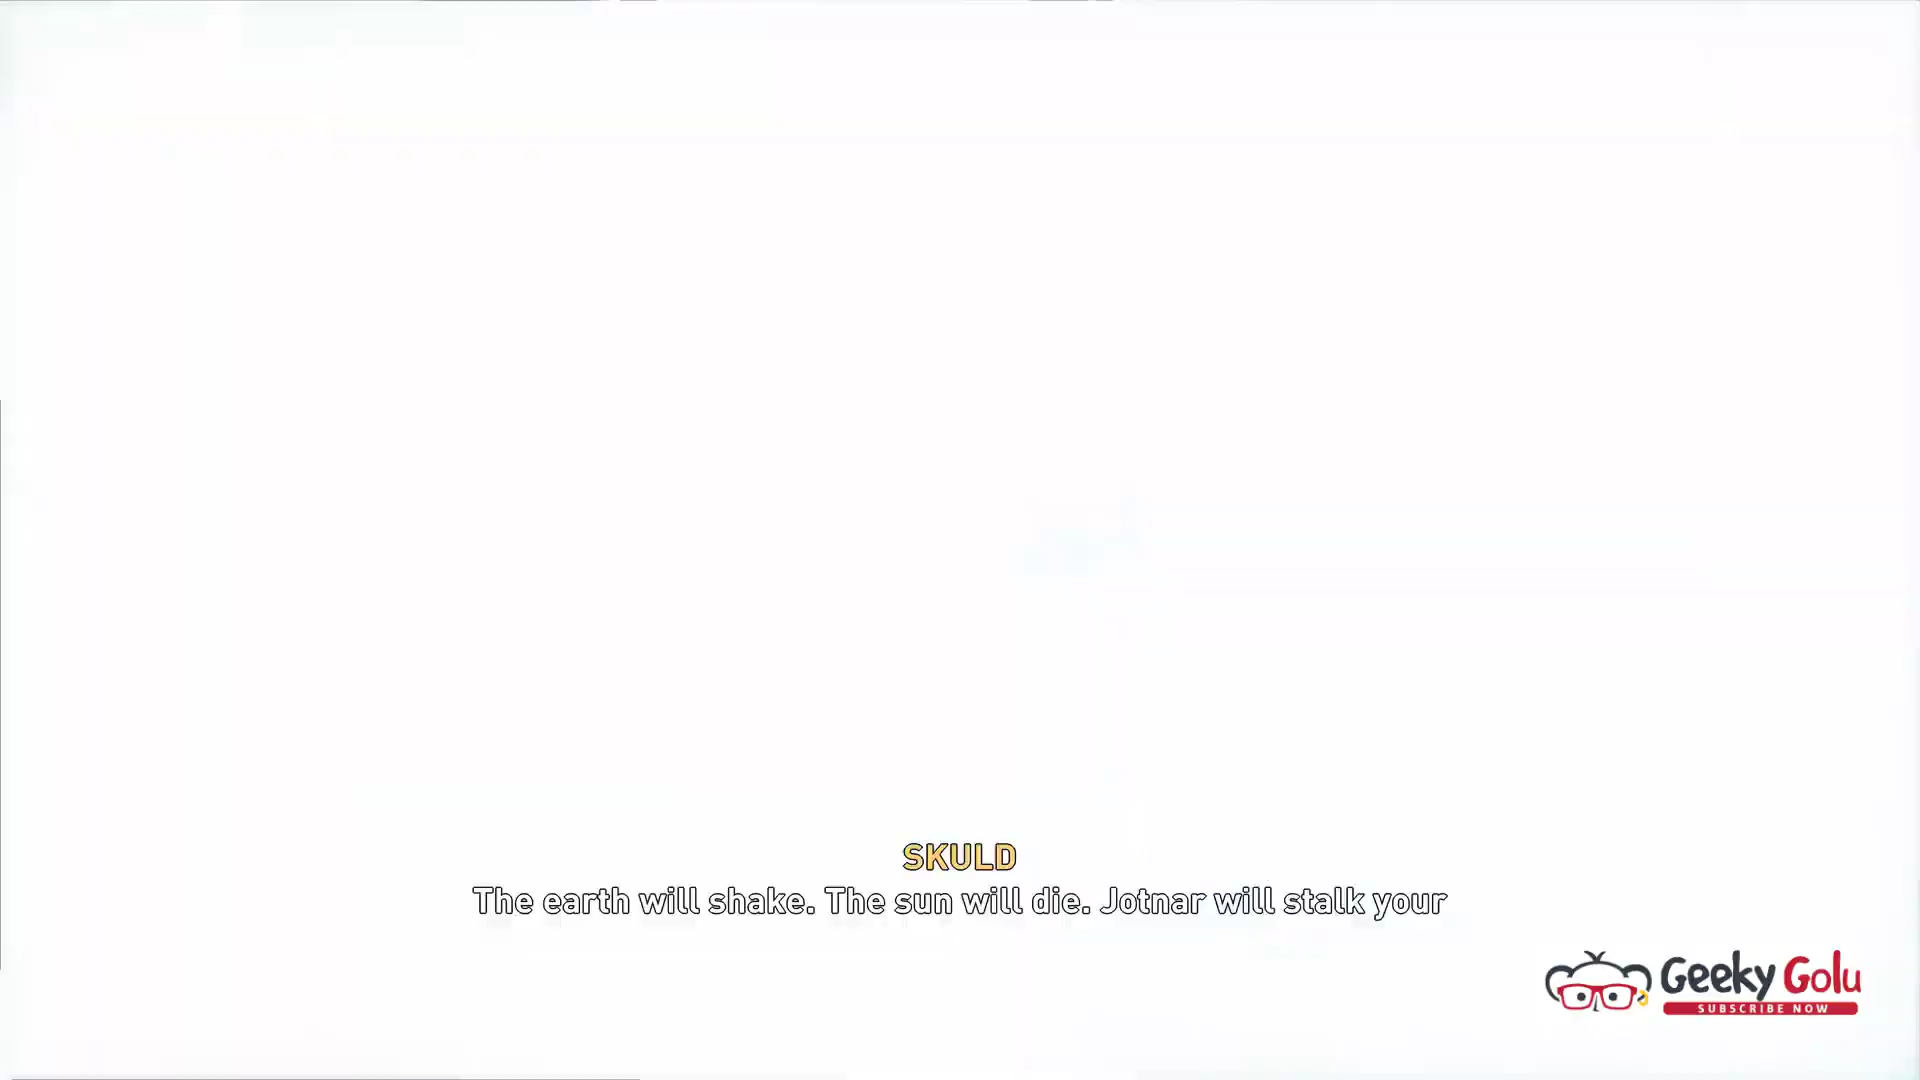 SKULD
The earth will shake. The sun will die. Jotnar will stalk your
Geeky Golu
SUBSCRIBE NOW